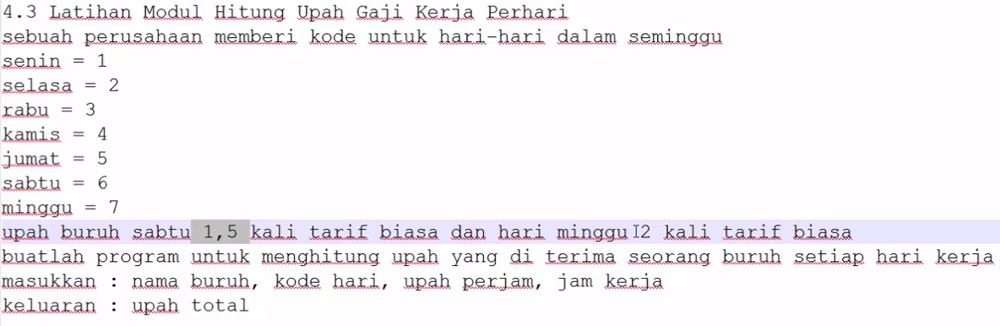 4.3 Latihan Modul Hitung Upah Gaji Kerja Perhari
sebuah perusahaan memberi kode untuk hari-hari dalam seminggu
senin = 1
selasa = 2
rabu = 3
kamis = 4
jumat = 5
sabtu = 6
minggu = 7
upah buruh sabtu 1,5 kali tarif biasa dan hari minggu 2 kali tarif biasa
buatlah program untuk menghitung upah yang di terima seorang buruh setiap hari kerja
masukkan : nama buruh, kode hari, upah perjam, jam kerja
keluaran : upah total